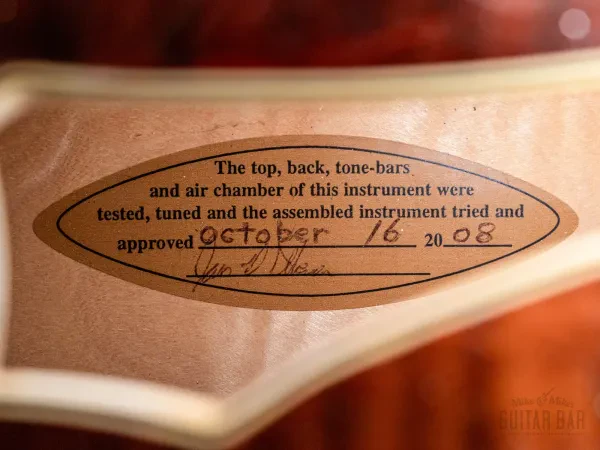 The top, back, tone-bars
and air chamber of this instrument were
tested, tuned and the assembled instrument tried and
approved October 16 2008
GUITAR BAR